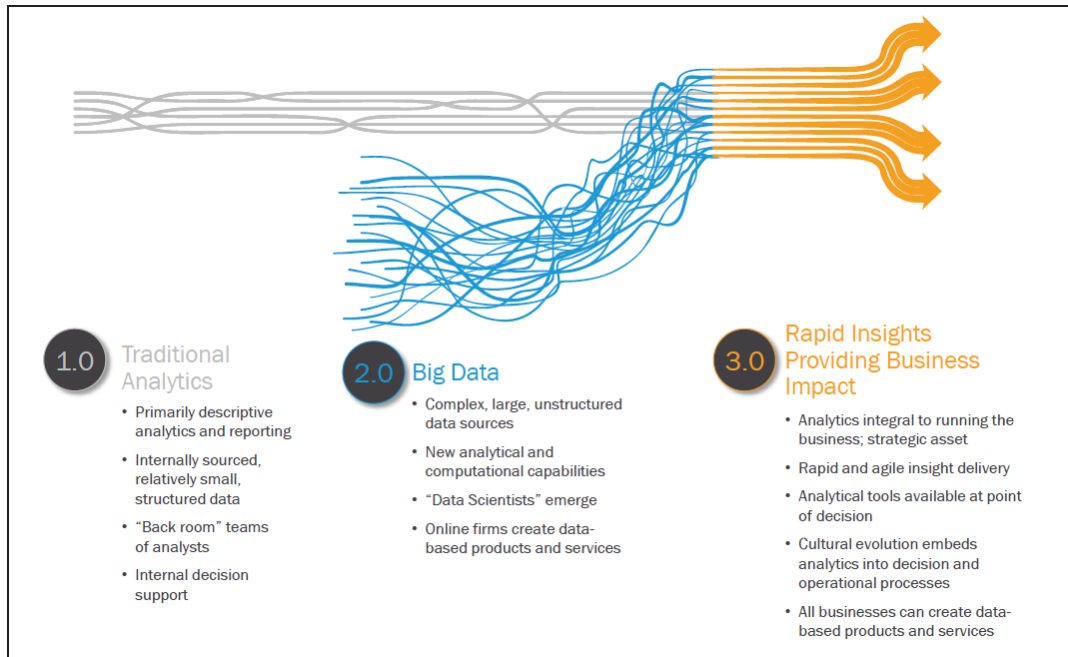 1.0
Traditional
Analytics
• Primarily descriptive
analytics and reporting
• Internally sourced,
relatively small,
structured data
• “Back room” teams
of analysts
• Internal decision
support
2.0
Big Data
• Complex, large, unstructured
data sources
• New analytical and
computational capabilities
• “Data Scientists” emerge
• Online firms create data-
based products and services
3.0
Rapid Insights
Providing Business
Impact
• Analytics integral to running the
business; strategic asset
• Rapid and agile insight delivery
• Analytical tools available at point
of decision
• Cultural evolution embeds
analytics into decision and
operational processes
• All businesses can create data-
based products and services